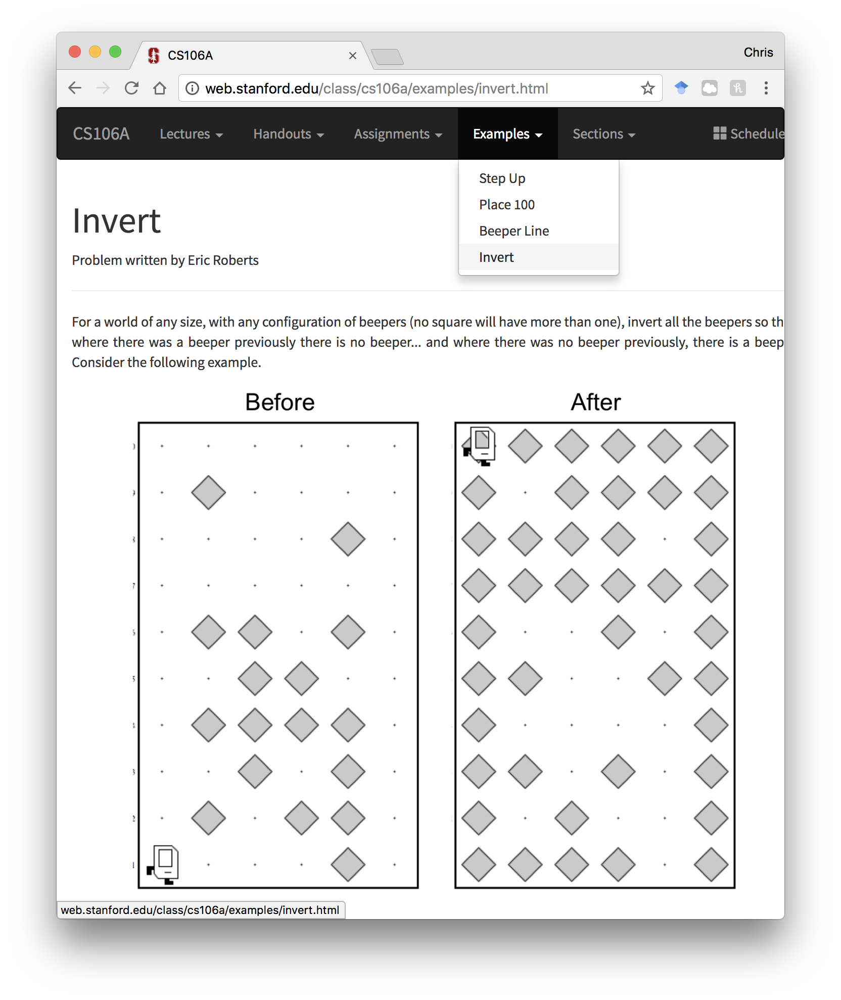 CS106A
Chris
web.stanford.edu/class/cs106a/examples/invert.html
CS106A Lectures Handouts Assignments Examples Sections Schedule
Step Up
Place 100
Beeper Line
Invert
Invert
Problem written by Eric Roberts
For a world of any size, with any configuration of beepers (no square will have more than one), invert all the beepers so th
where there was a beeper previously there is no beeper... and where there was no beeper previously, there is a beep
Consider the following example.
Before After
7
2
web.stanford.edu/class/cs106a/examples/invert.html